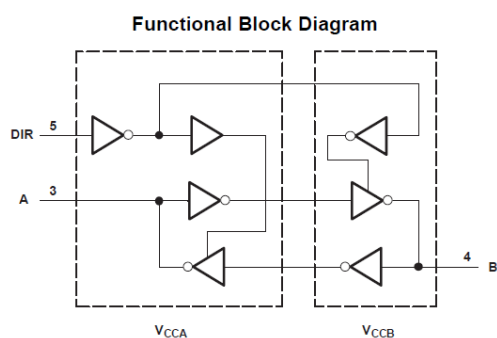 Functional Block Diagram
DIR 5
A 3
4 B
VCCA
VCCB